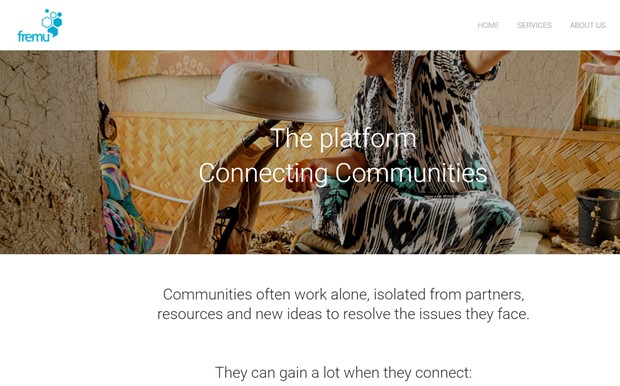 fremu
HOME SERVICES ABOUT US
The platform
Connecting Communities
Communities often work alone, isolated from partners,
resources and new ideas to resolve the issues they face.
They can gain a lot when they connect: